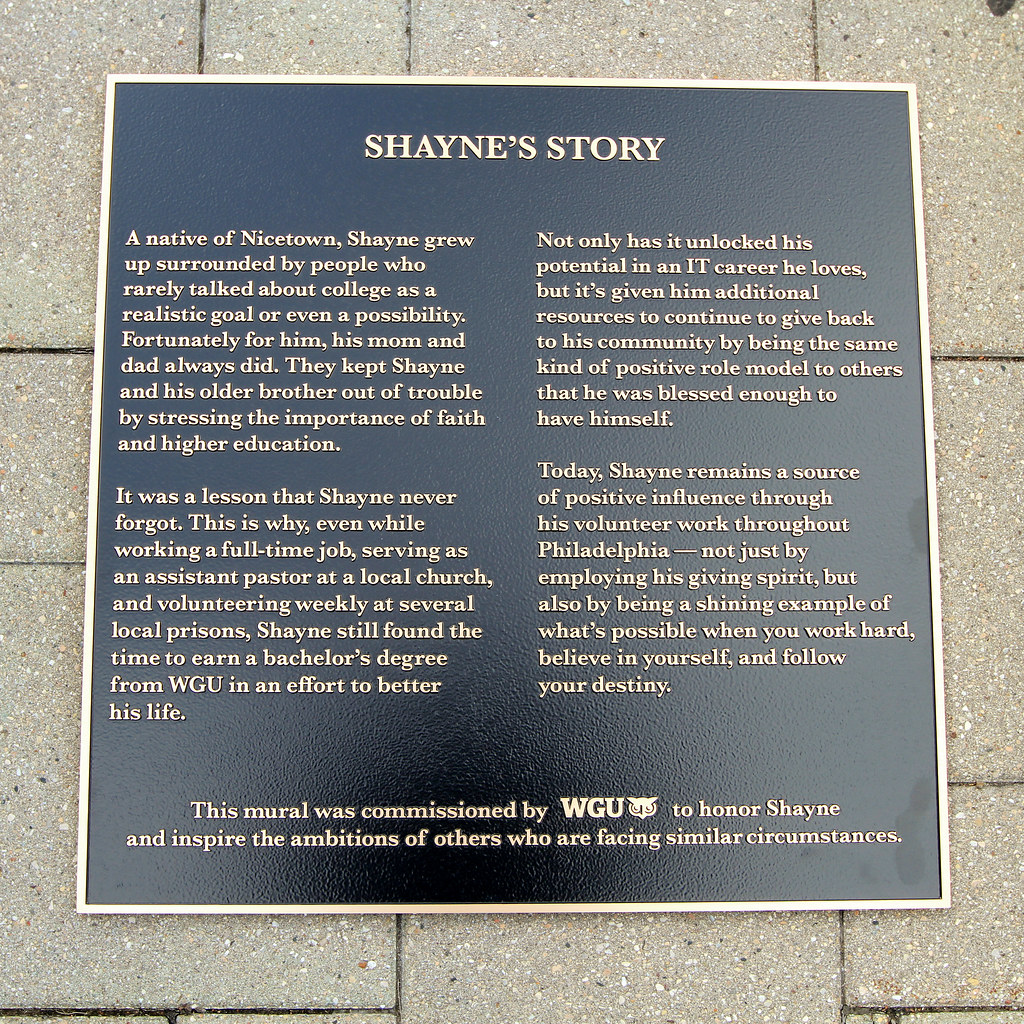 SHAYNE'S STORY
A native of Nicetown, Shayne grew
up surrounded by people who
rarely talked about college as a
realistic goal or even a possibility.
Fortunately for him, his mom and
dad always did. They kept Shayne
and his older brother out of trouble
by stressing the importance of faith
and higher education.
It was a lesson that Shayne never
forgot. This is why, even while
working a full-time job, serving as
an assistant pastor at a local church,
and volunteering weekly at several
local prisons, Shayne still found the
time to earn a bachelor's degree
from WGU in an effort to better
his life.
Not only has it unlocked his
potential in an IT career he loves,
but it's given him additional
resources to continue to give back
to his community by being the same
kind of positive role model to others
that he was blessed enough to
have himself.
Today, Shayne remains a source
of positive influence through
his volunteer work throughout
Philadelphia — not just by
employing his giving spirit, but
also by being a shining example of
what's possible when you work hard,
believe in yourself, and follow
your destiny.
This mural was commissioned by WGU to honor Shayne
and inspire the ambitions of others who are facing similar circumstances.